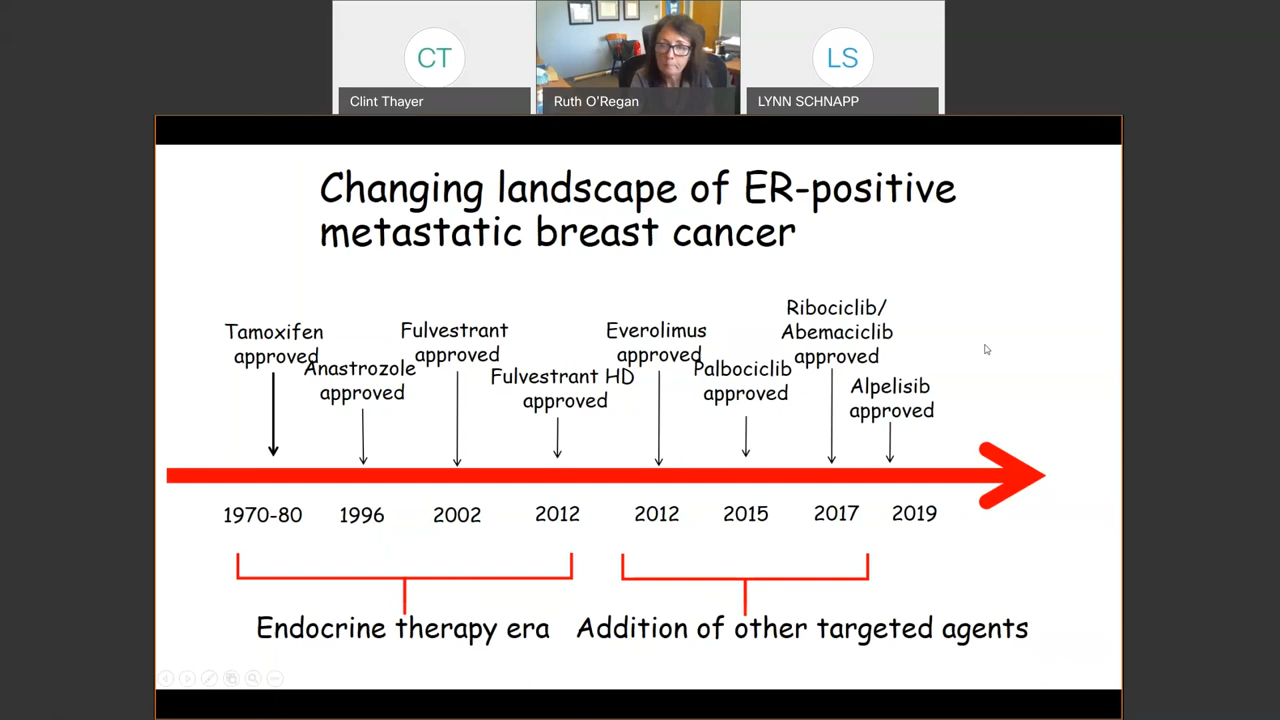 CT
LS
Clint Thayer
Ruth O'Regan
LYNN SCHNAPP
Changing landscape of ER-positive
metastatic breast cancer
Tamoxifen
approved
Anastrozole
approved
Fulvestrant
approved
Fulvestrant HD
approved
Everolimus
approved
Palbociclib
approved
Ribociclib/
Abemaciclib
approved
Alpelisib
approved
1970-80
1996
2002
2012
2012
2015
2017
2019
Endocrine therapy era
Addition of other targeted agents